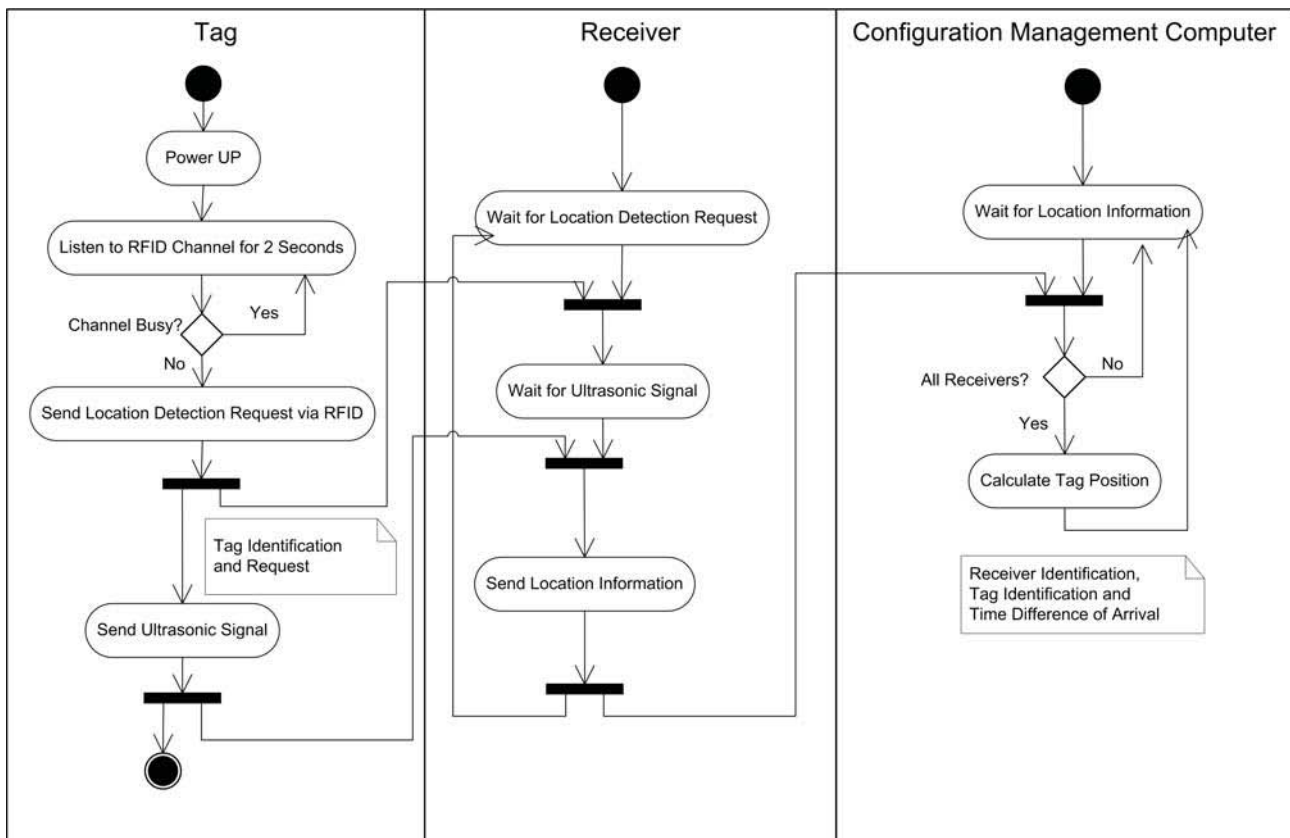 Tag
Power UP
Listen to RFID Channel for 2 Seconds
Channel Busy?
Yes
No
Send Location Detection Request via RFID
Tag Identification
and Request
Send Ultrasonic Signal
Receiver
Wait for Location Detection Request
Wait for Ultrasonic Signal
Send Location Information
Configuration Management Computer
Wait for Location Information
All Receivers?
No
Yes
Calculate Tag Position
Receiver Identification,
Tag Identification and
Time Difference of Arrival